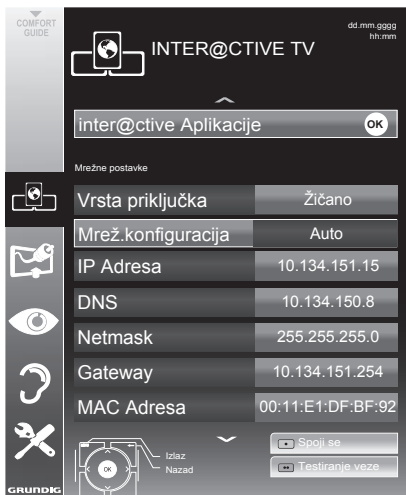 COMFORT
GUIDE
INTER@CTIVE TV
dd.mm.gggg
hh:mm
inter@ctive Aplikacije OK
Mrežne postavke
Vrsta priključka Žičano
Mrež.konfiguracija Auto
IP Adresa 10.134.151.15
DNS 10.134.150.8
Netmask 255.255.255.0
Gateway 10.134.151.254
MAC Adresa 00:11:E1:DF:BF:92
OK
Izlaz
Nazad
Spoji se
Testiranje veze
GRUNDIG